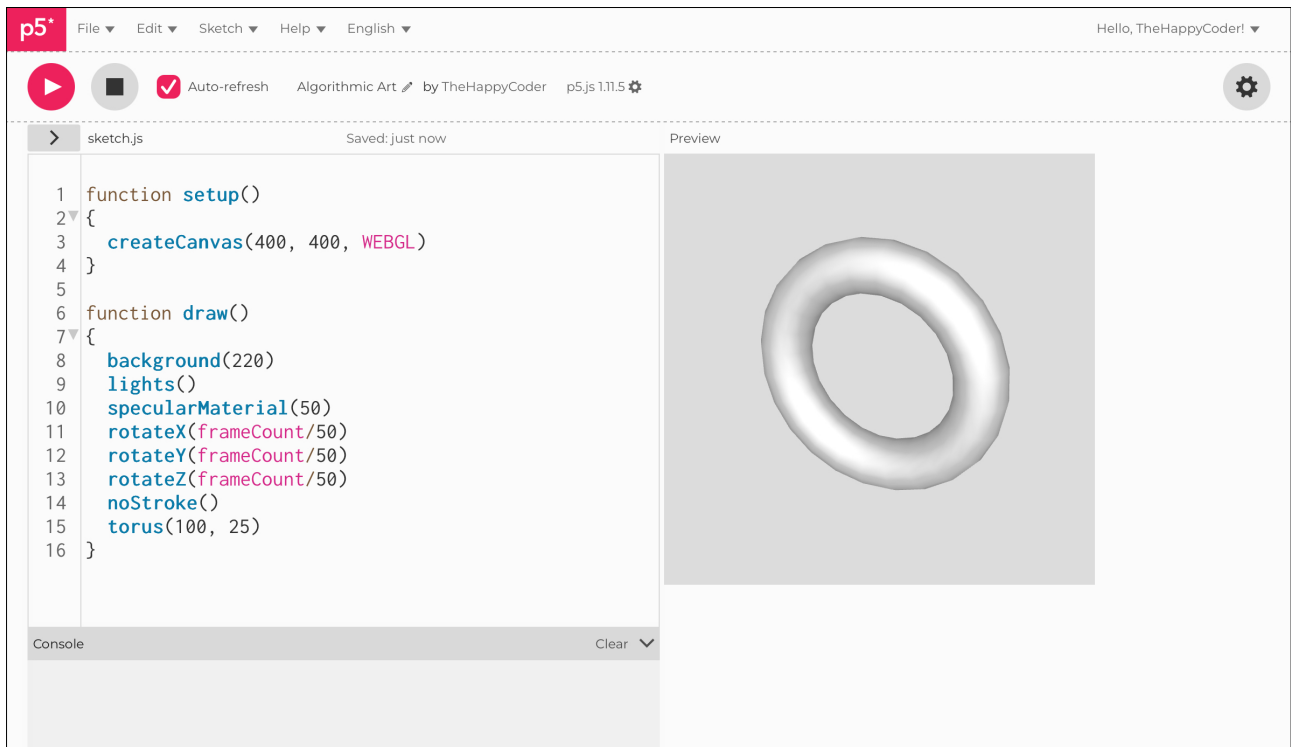 p5* File Edit Sketch Help English Hello, TheHappyCoder!
Auto-refresh Algorithmic Art by TheHappyCoder p5.js 1.11.5
sketch.js Saved: just now Preview
1 function setup()
2 {
3   createCanvas(400, 400, WEBGL)
4 }
5
6 function draw()
7 {
8   background(220)
9   lights()
10   specularMaterial(50)
11   rotateX(frameCount/50)
12   rotateY(frameCount/50)
13   rotateZ(frameCount/50)
14   noStroke()
15   torus(100, 25)
16 }
Console Clear